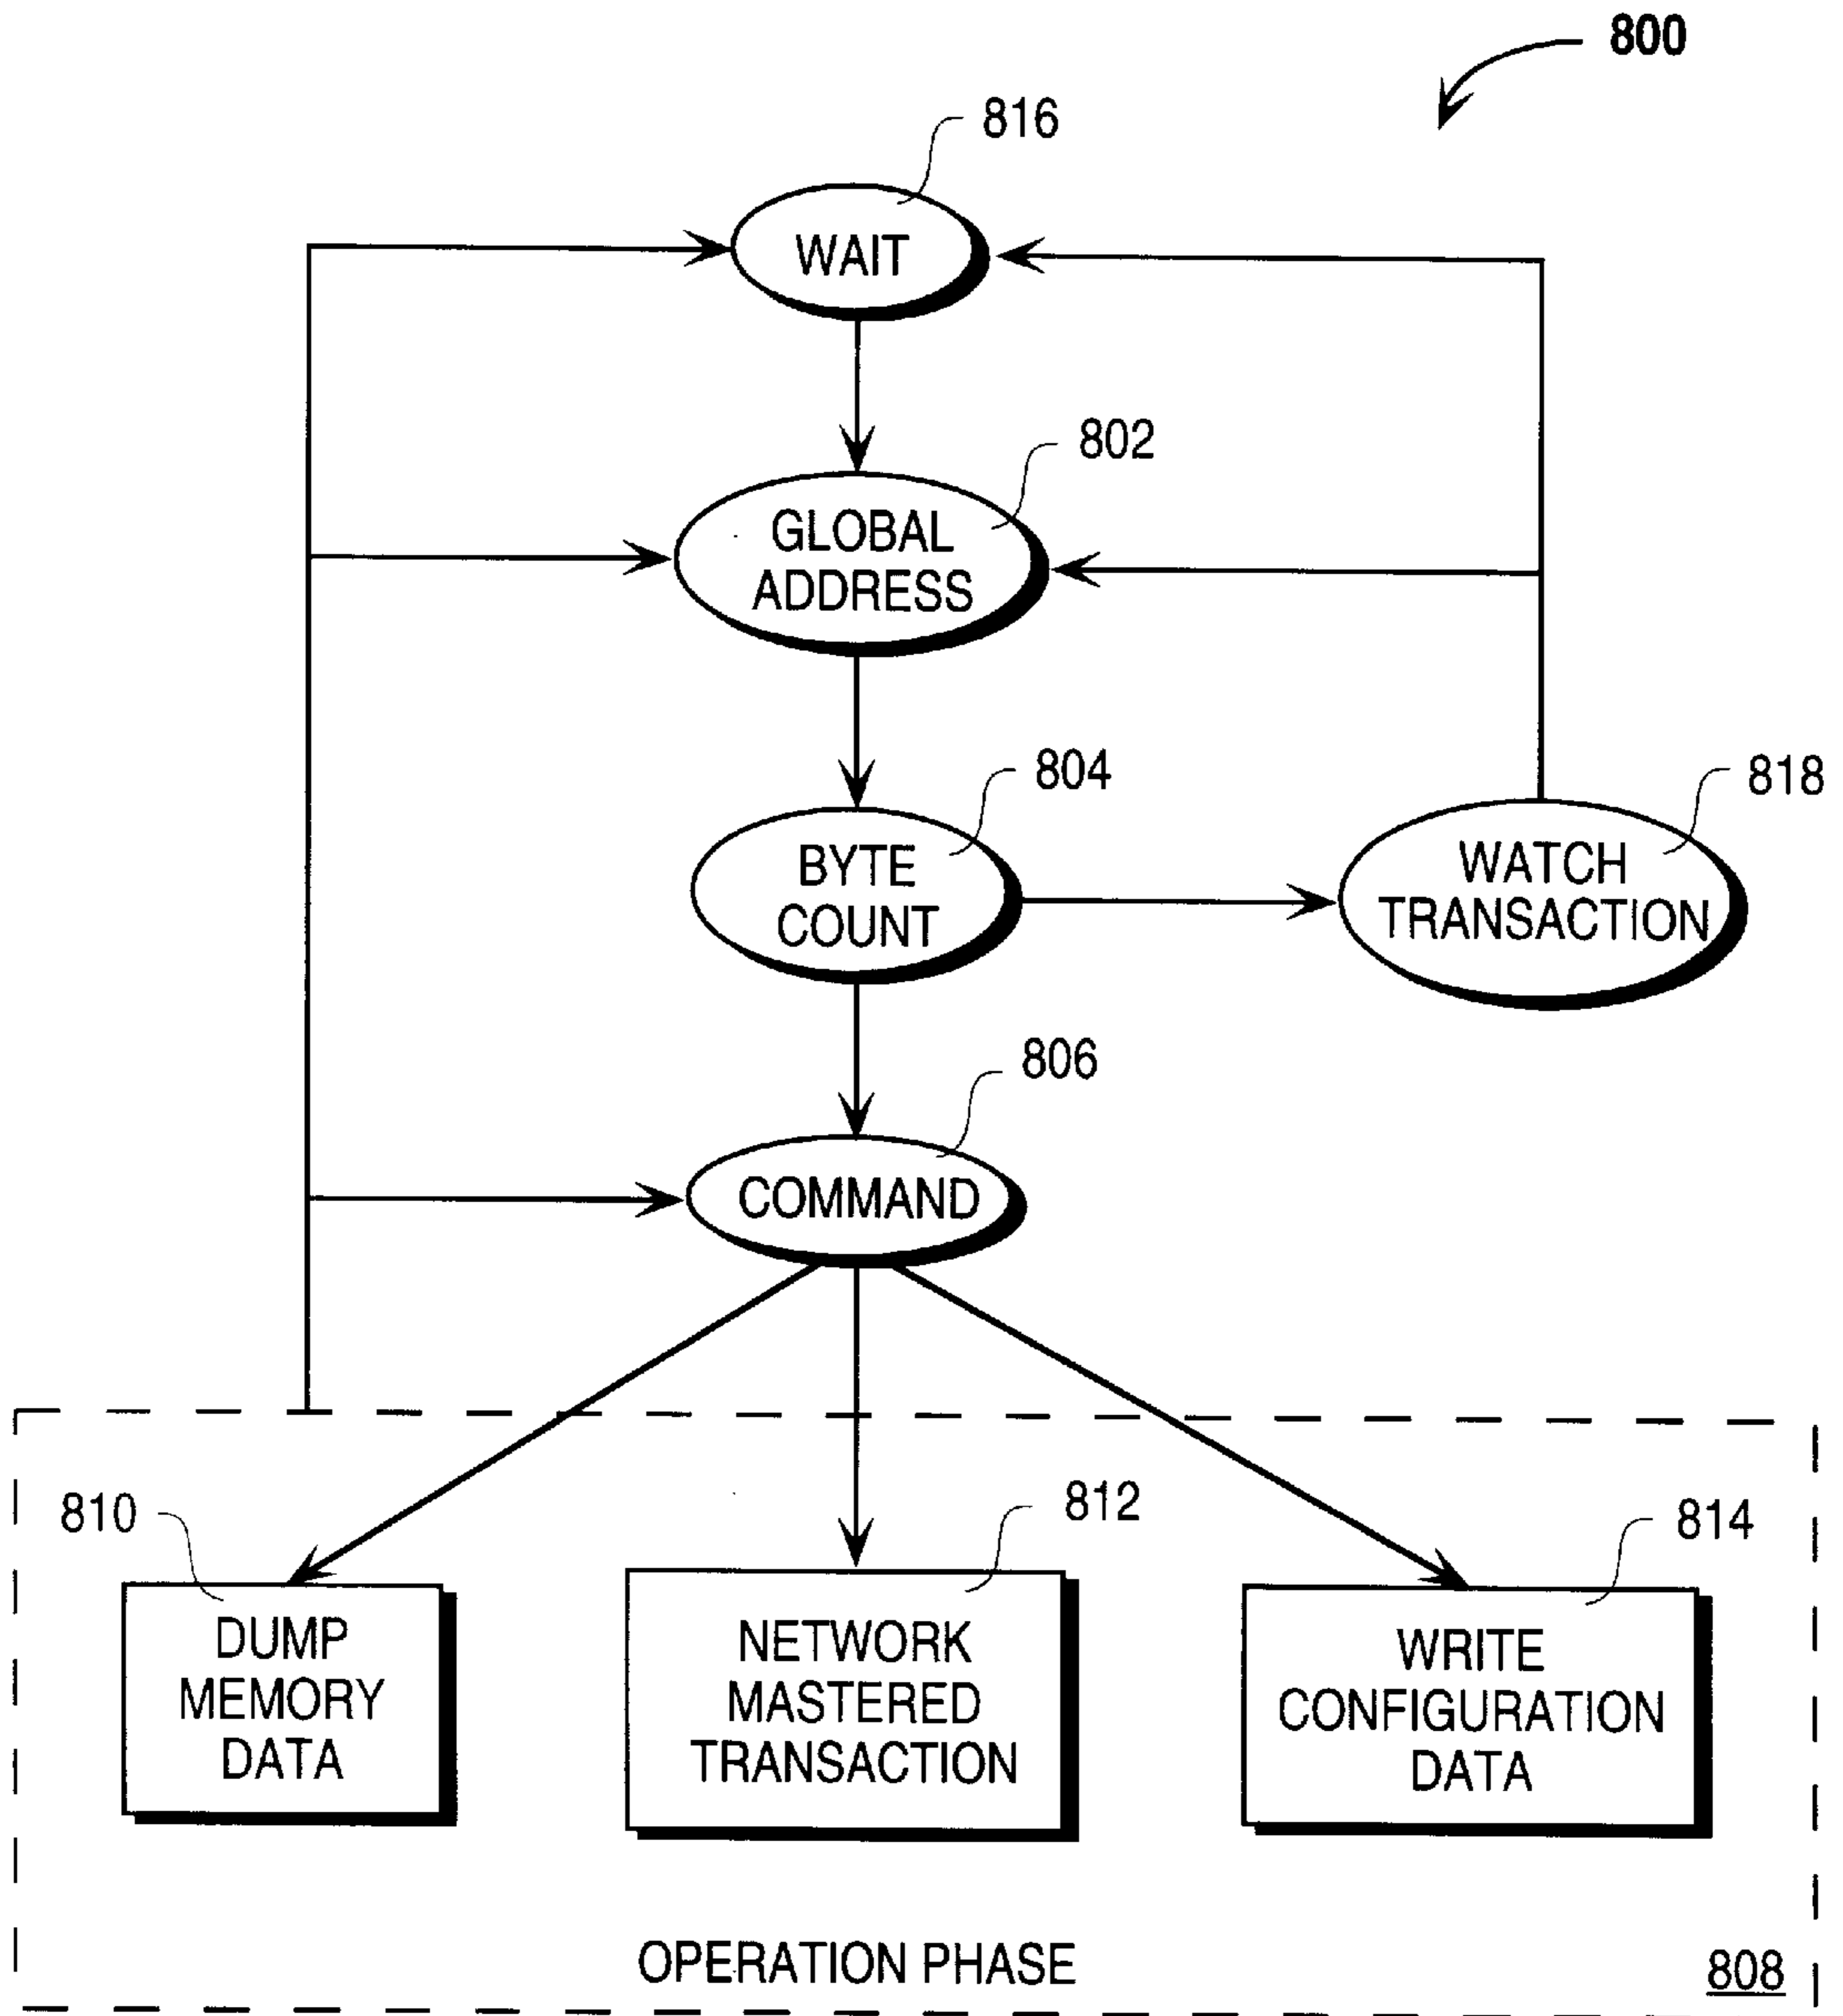 800
816
WAIT
802
GLOBAL
ADDRESS
804
BYTE
COUNT
818
WATCH
TRANSACTION
806
COMMAND
810
DUMP
MEMORY
DATA
812
NETWORK
MASTERED
TRANSACTION
814
WRITE
CONFIGURATION
DATA
OPERATION PHASE
808